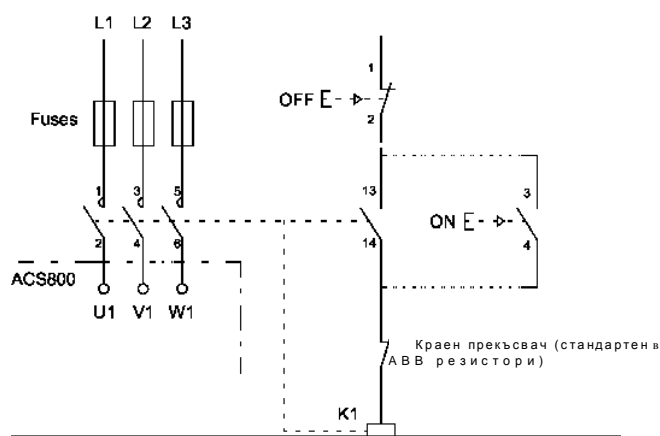 L1 L2 L3
1
OFF
2
Fuses
1 3 5
13
3
ON
2 4 6
14
4
ACS800
U1 V1 W1
Краен прекъсвач (стандартен в
АВВ резистори)
K1